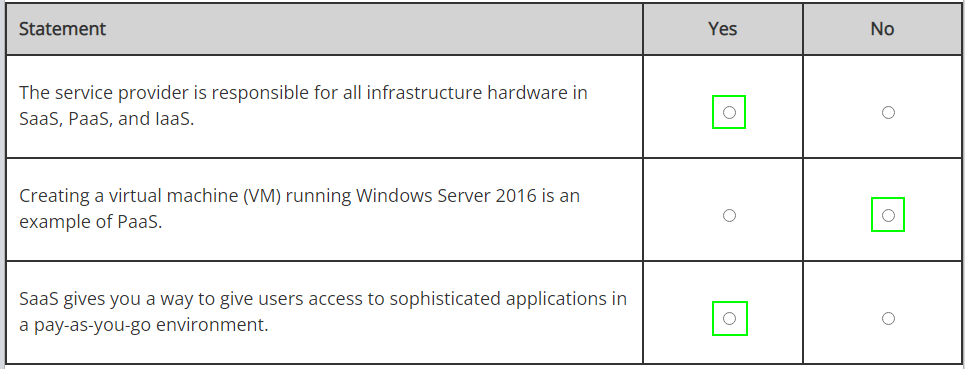 Statement Yes No
The service provider is responsible for all infrastructure hardware in
SaaS, PaaS, and IaaS.
Creating a virtual machine (VM) running Windows Server 2016 is an
example of PaaS.
SaaS gives you a way to give users access to sophisticated applications in
a pay-as-you-go environment.